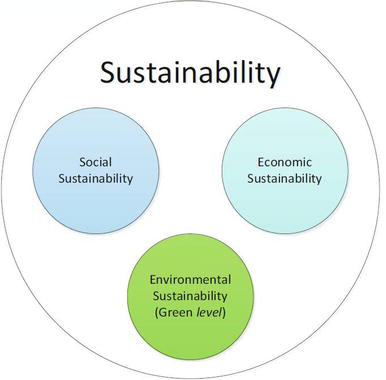 Sustainability
Social
Sustainability
Economic
Sustainability
Environmental
Sustainability
(Green level)